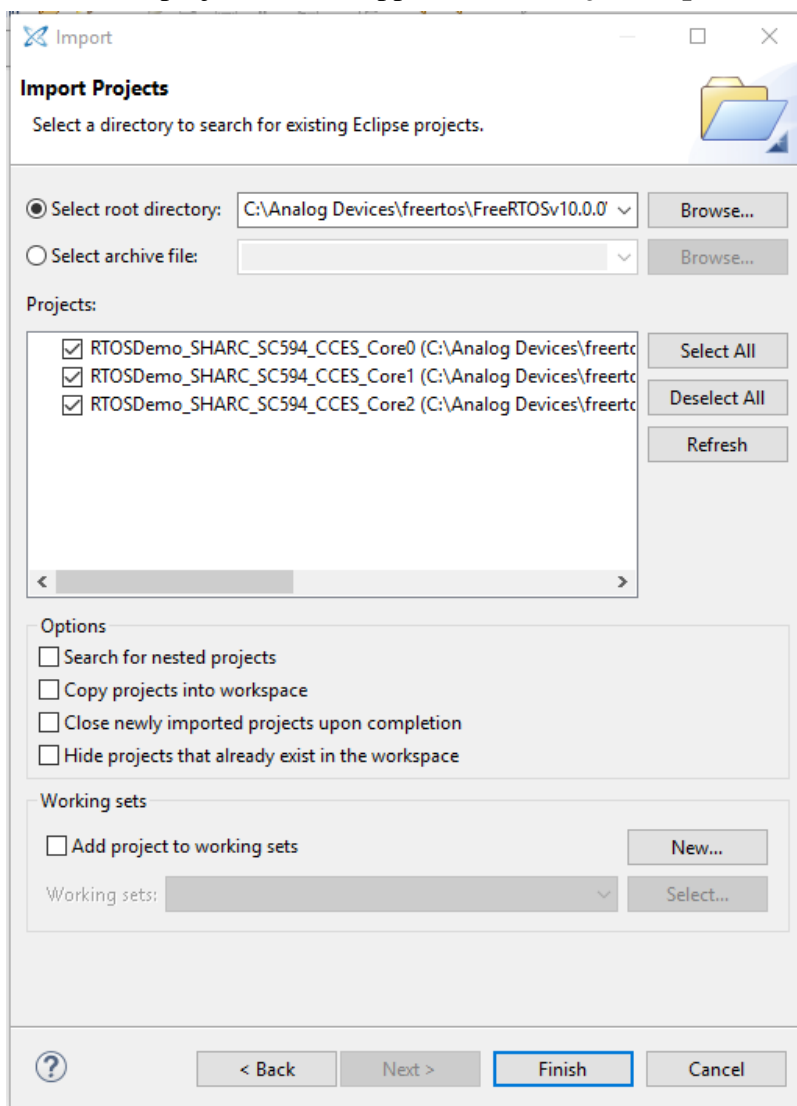 Import
Import Projects
Select a directory to search for existing Eclipse projects.
Select root directory: C:\Analog Devices\freertos\FreeRTOSv10.0.0\ Browse...
Select archive file: Browse...
Projects:
RTOSDemo_SHARC_SC594_CCES_Core0 (C:\Analog Devices\freertc Select All
RTOSDemo_SHARC_SC594_CCES_Core1 (C:\Analog Devices\freertc
RTOSDemo_SHARC_SC594_CCES_Core2 (C:\Analog Devices\freertc Deselect All
Refresh
Options
Search for nested projects
Copy projects into workspace
Close newly imported projects upon completion
Hide projects that already exist in the workspace
Working sets
Add project to working sets New...
Working sets: Select...
? < Back Next > Finish Cancel